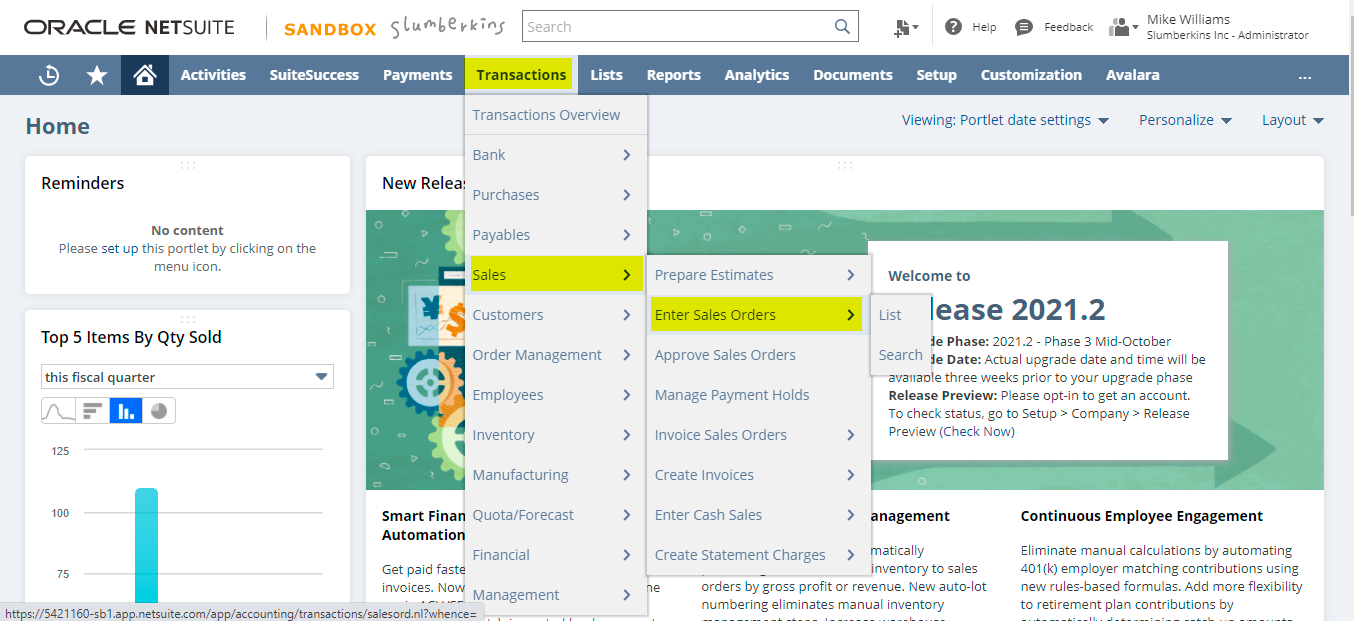 ORACLE NETSUITE
SANDBOX
slumberkins
Search
Help
Feedback
Mike Williams
Slumberkins Inc - Administrator
Activities
SuiteSuccess
Payments
Transactions
Lists
Reports
Analytics
Documents
Setup
Customization
Avalara
...
Home
Viewing: Portlet date settings
Personalize
Layout
Reminders
No content
Please set up this portlet by clicking on the
menu icon.
Top 5 Items By Qty Sold
this fiscal quarter
125
100
75
Transactions Overview
Bank
Purchases
Payables
Sales
Customers
Order Management
Employees
Inventory
Manufacturing
Quota/Forecast
Financial
Management
Prepare Estimates
Enter Sales Orders
Approve Sales Orders
Manage Payment Holds
Invoice Sales Orders
Create Invoices
Enter Cash Sales
Create Statement Charges
List
Search
New Relea
¥
$
Welcome to
lease 2021.2
de Phase: 2021.2 - Phase 3 Mid-October
de Date: Actual upgrade date and time will be
available three weeks prior to your upgrade phase
Release Preview: Please opt-in to get an account.
To check status, go to Setup > Company > Release
Preview (Check Now)
Smart Finan
Automation
Get paid faste
invoices. Now
the
anagement
matically
inventory to sales
orders by gross profit or revenue. New auto-lot
numbering eliminates manual inventory
Continuous Employee Engagement
Eliminate manual calculations by automating
401(k) employer matching contributions using
new rules-based formulas. Add more flexibility
to retirement plan contributions by
https://5421160-sb1.app.netsuite.com/app/accounting/transactions/salesord.nl?whence=